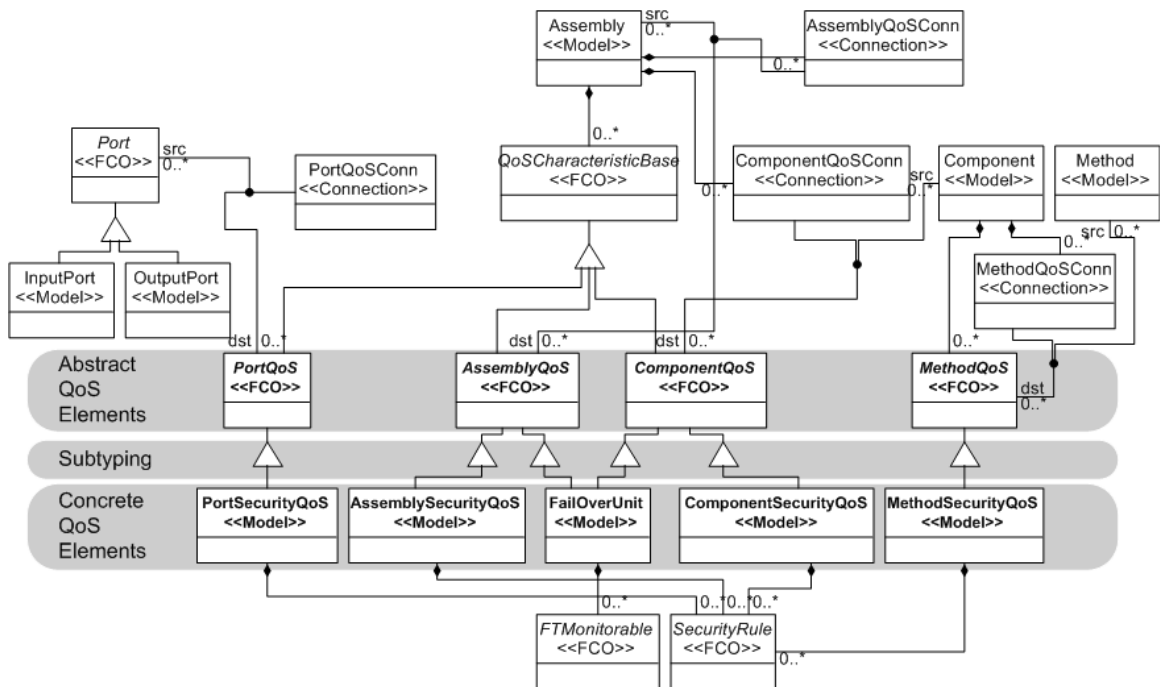 Assembly
<<Model>>
src
0..*
AssemblyQoSConn
<<Connection>>
0..*
0..*
Port
<<FCO>>
src
0..*
PortQoSConn
<<Connection>>
QoSCharacteristicBase
<<FCO>>
0..*
ComponentQoSConn
<<Connection>>
src
0..*
Component
<<Model>>
Method
<<Model>>
0..*
src
0..*
MethodQoSConn
<<Connection>>
InputPort
<<Model>>
OutputPort
<<Model>>
dst
0..*
dst
0..*
dst
0..*
0..*
Abstract
QoS
Elements
PortQoS
<<FCO>>
AssemblyQoS
<<FCO>>
ComponentQoS
<<FCO>>
MethodQoS
<<FCO>>
dst
0..*
Subtyping
Concrete
QoS
Elements
PortSecurityQoS
<<Model>>
AssemblySecurityQoS
<<Model>>
FailOverUnit
<<Model>>
ComponentSecurityQoS
<<Model>>
MethodSecurityQoS
<<Model>>
0..*
0..*
0..*
0..*
FTMonitorable
<<FCO>>
SecurityRule
<<FCO>>
0..*